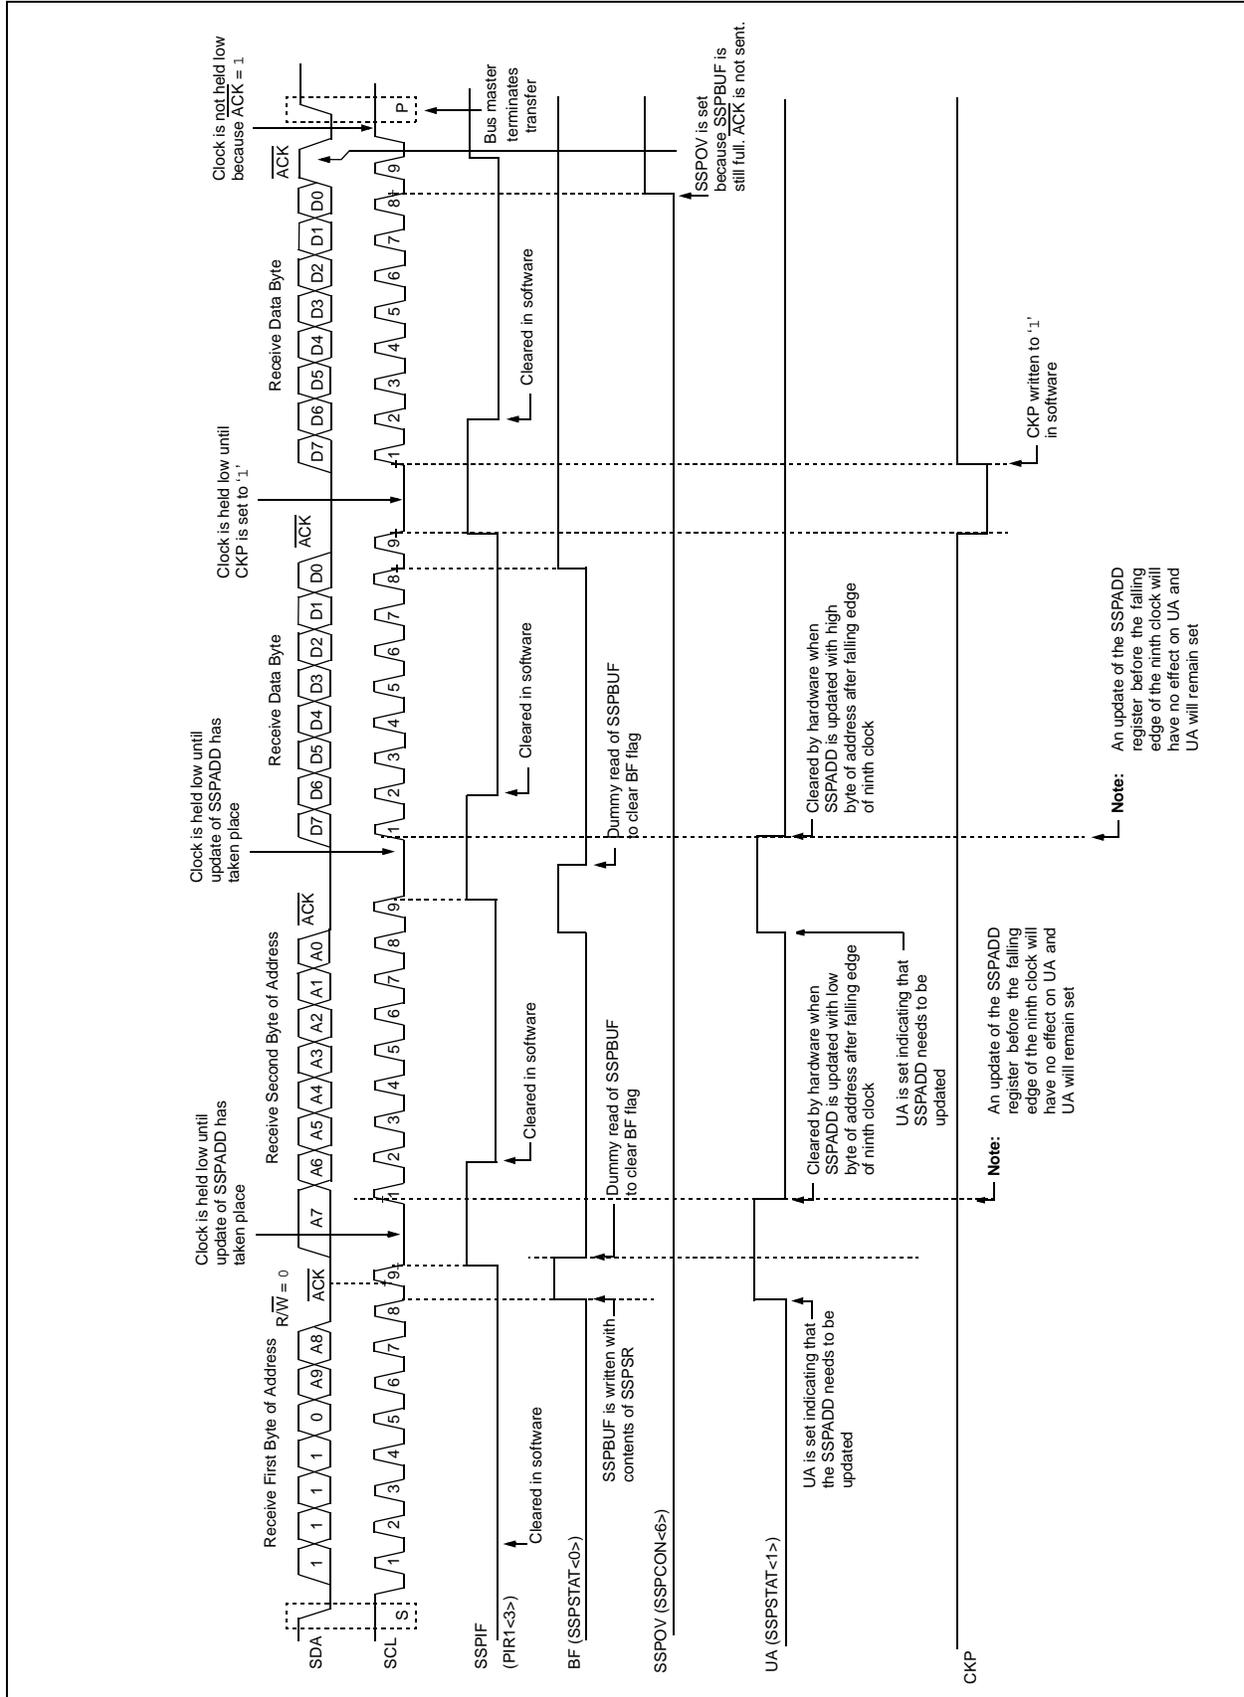 Receive First Byte of Address
R/W = 0
Clock is held low until
update of SSPADD has
taken place
Receive Second Byte of Address
Clock is held low until
update of SSPADD has
taken place
Receive Data Byte
Clock is held low until
CKP is set to ‘1’
Receive Data Byte
Clock is not held low
because ACK = 1
SDA
1 1 1 1 0 A9 A8 ACK A7 A6 A5 A4 A3 A2 A1 A0 ACK D7 D6 D5 D4 D3 D2 D1 D0 ACK D7 D6 D5 D4 D3 D2 D1 D0 ACK
SCL
S 1 2 3 4 5 6 7 8 9 1 2 3 4 5 6 7 8 9 1 2 3 4 5 6 7 8 9 1 2 3 4 5 6 7 8 9 P
Bus master
terminates
transfer
SSPIF
(PIR1<3>)
Cleared in software
Cleared in software
Cleared in software
Cleared in software
BF (SSPSTAT<0>)
SSPBUF is written with
contents of SSPSR
Dummy read of SSPBUF
to clear BF flag
Dummy read of SSPBUF
to clear BF flag
SSPOV (SSPCON<6>)
SSPOV is set
because SSPBUF is
still full. ACK is not sent.
UA (SSPSTAT<1>)
UA is set indicating that
the SSPADD needs to be
updated
Cleared by hardware when
SSPADD is updated with low
byte of address after falling edge
of ninth clock
UA is set indicating that
SSPADD needs to be
updated
Cleared by hardware when
SSPADD is updated with high
byte of address after falling edge
of ninth clock
CKP
CKP written to ‘1’
in software
Note: An update of the SSPADD
register before the falling
edge of the ninth clock will
have no effect on UA and
UA will remain set
Note: An update of the SSPADD
register before the falling
edge of the ninth clock will
have no effect on UA and
UA will remain set